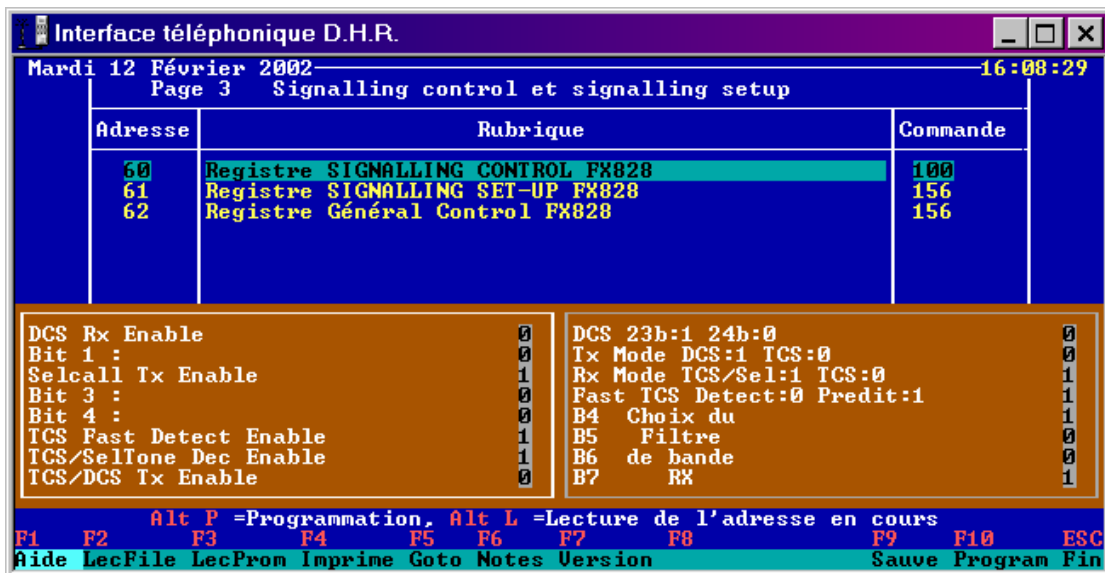 Interface téléphonique D.H.R.
Mardi 12 Février 2002 16:08:29
Page 3 Signalling control et signalling setup
Adresse Rubrique Commande
60 Registre SIGNALLING CONTROL FX828 100
61 Registre SIGNALLING SET-UP FX828 156
62 Registre Général Control FX828 156
DCS Rx Enable 0
Bit 1 : 0
Selcall Tx Enable 1
Bit 3 : 0
Bit 4 : 0
TCS Fast Detect Enable 1
TCS/SelTone Dec Enable 1
TCS/DCS Tx Enable 0
DCS 23b:1 24b:0 0
Tx Mode DCS:1 TCS:0 0
Rx Mode TCS/Sel:1 TCS:0 1
Fast TCS Detect:0 Predit:1 1
B4 Choix du 1
B5 Filtre 0
B6 de bande 0
B7 RX 1
Alt P =Programmation, Alt L =Lecture de l'adresse en cours
F1 F2 F3 F4 F5 F6 F7 F8 F9 F10 ESC
Aide LecFile LecProm Imprime Goto Notes Version Sauve Program Fin